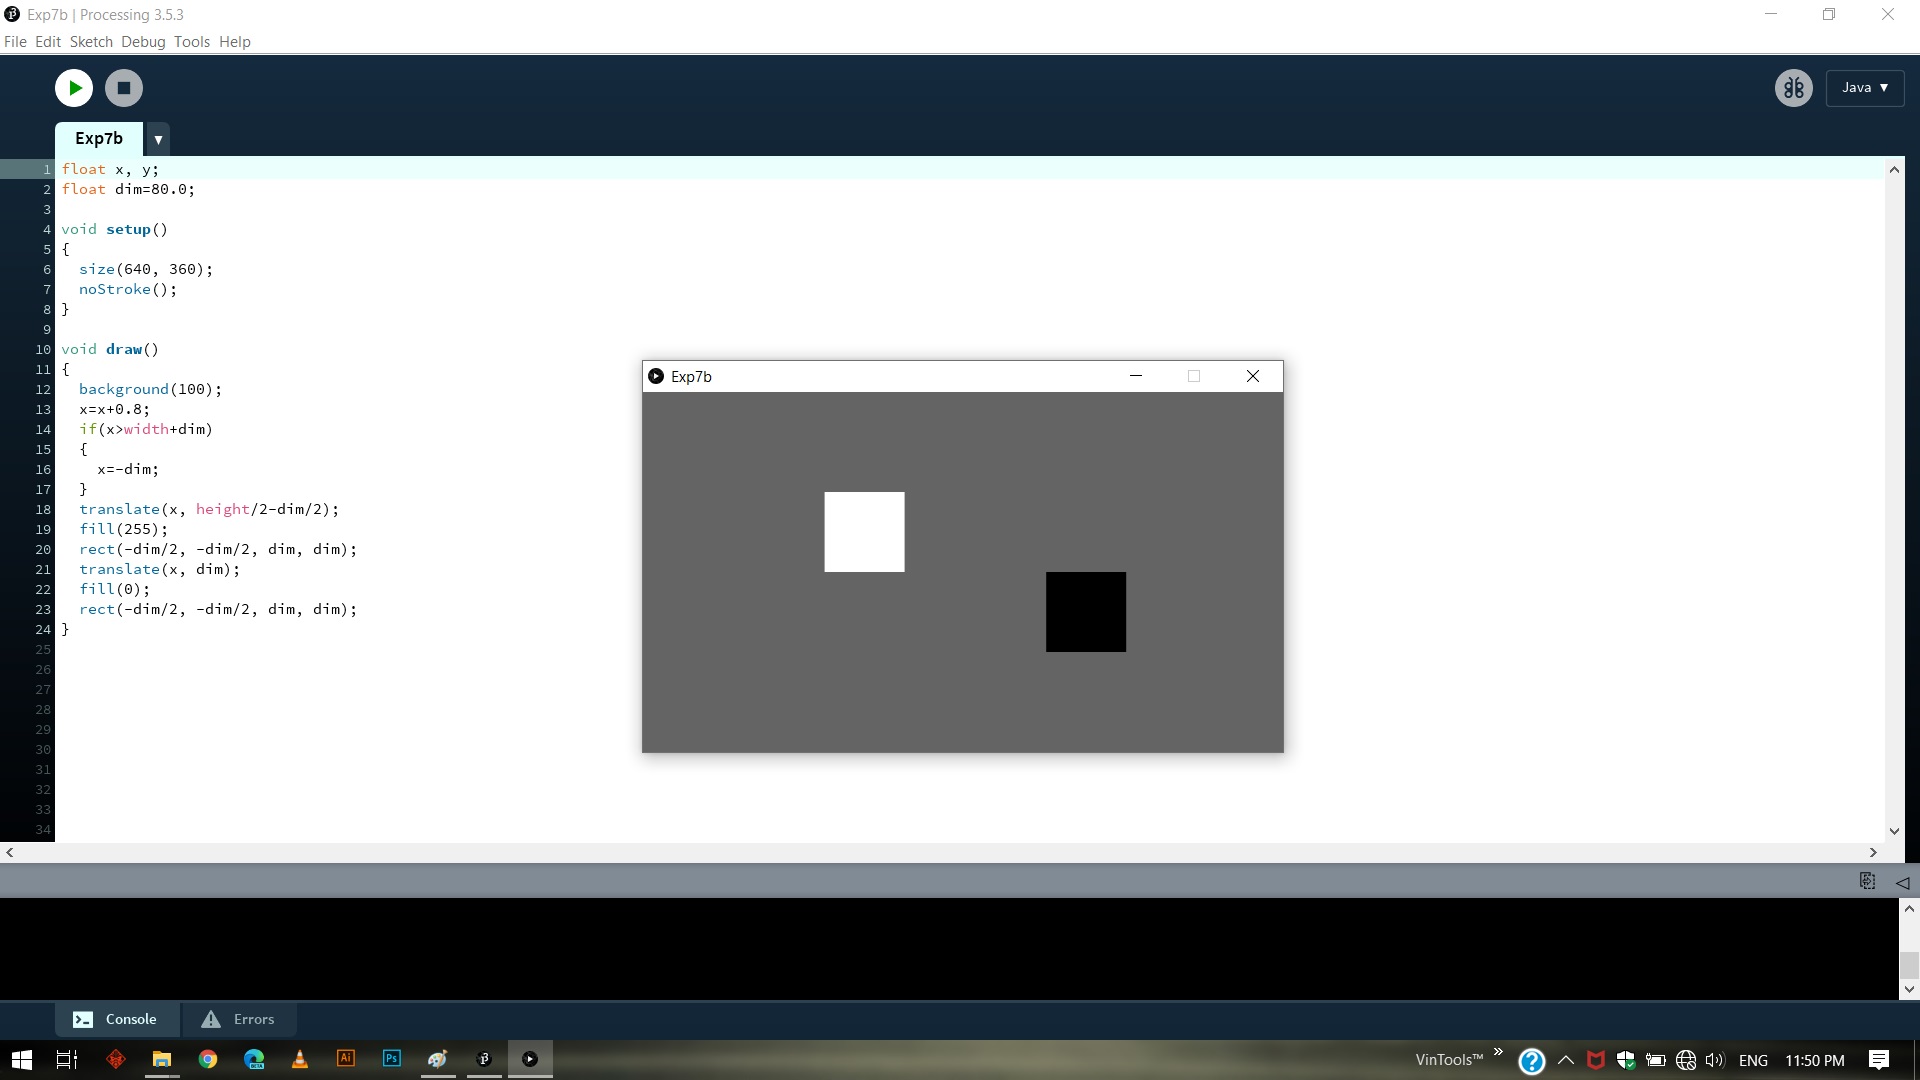 Exp7b | Processing 3.5.3
File Edit Sketch Debug Tools Help
Java ▼
Exp7b ▼
1 float x, y;
2 float dim=80.0;
3
4 void setup()
5 {
6   size(640, 360);
7   noStroke();
8 }
9
10 void draw()
11 {
12   background(100);
13   x=x+0.8;
14   if(x>width+dim)
15   {
16     x=-dim;
17   }
18   translate(x, height/2-dim/2);
19   fill(255);
20   rect(-dim/2, -dim/2, dim, dim);
21   translate(x, dim);
22   fill(0);
23   rect(-dim/2, -dim/2, dim, dim);
24 }
25
26
27
28
29
30
31
32
33
34
Exp7b
Console Errors
Ai Ps VinTools™ » ? ENG 11:50 PM